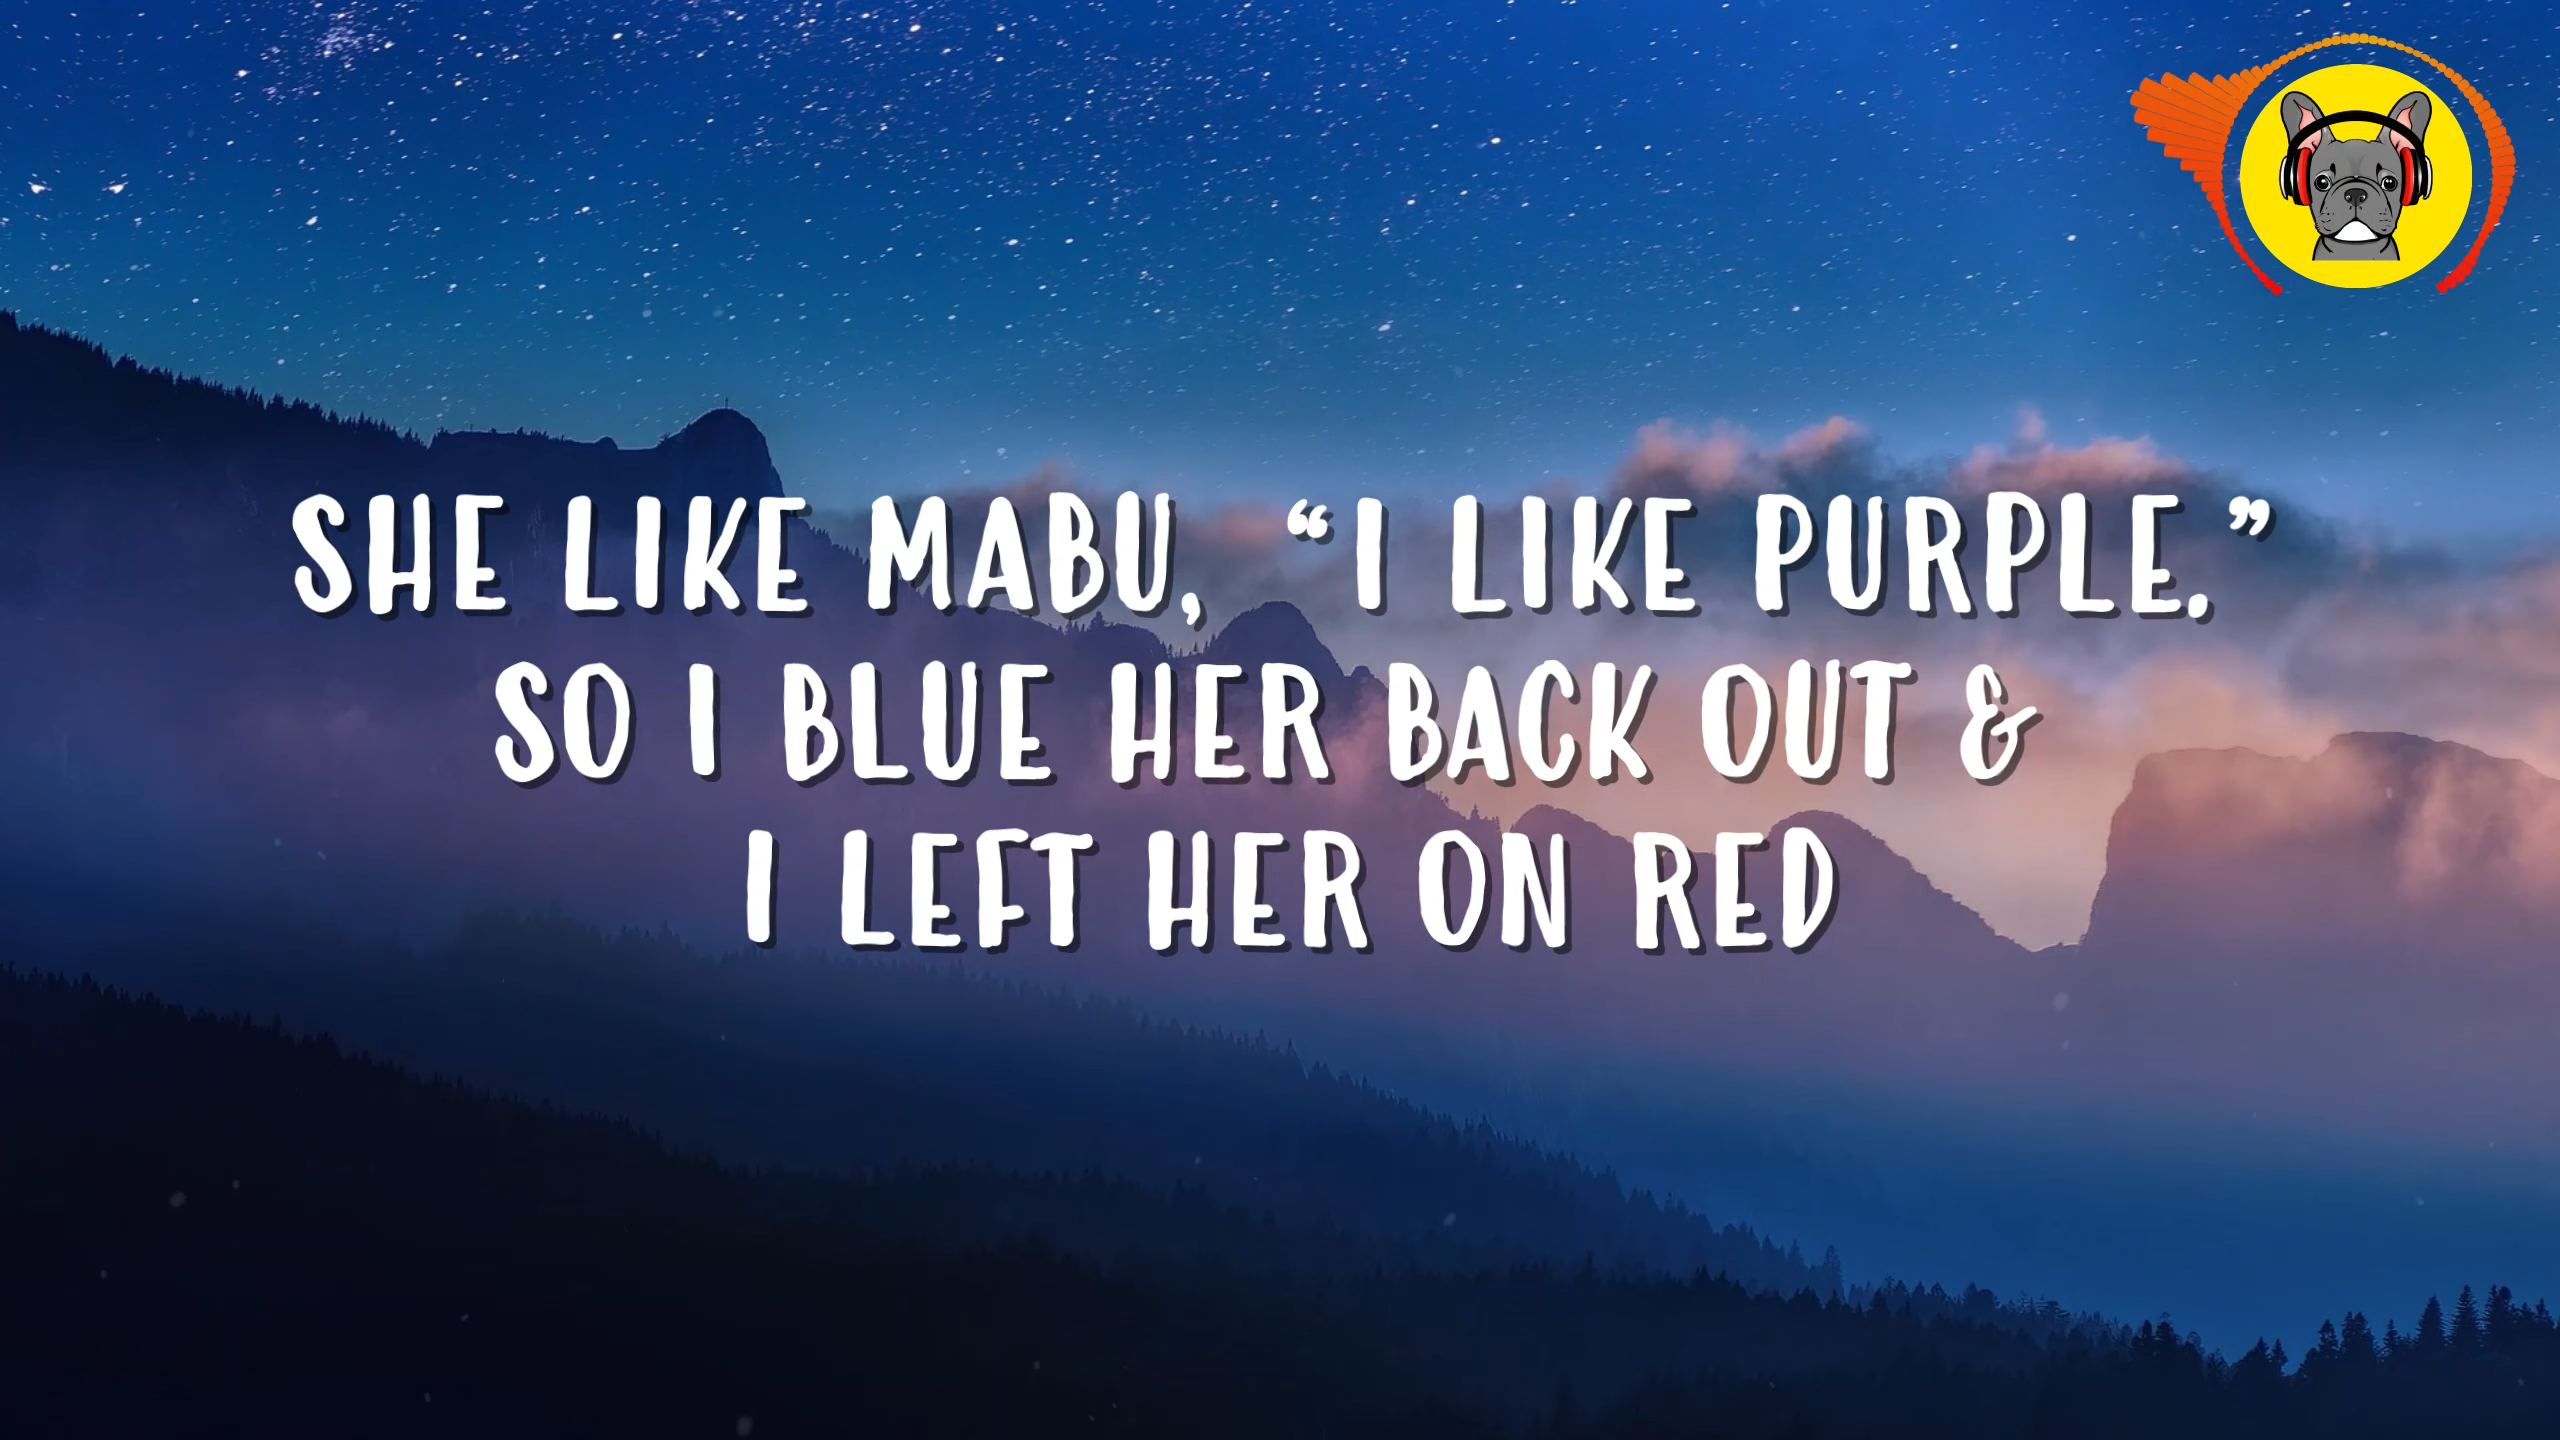 SHE LIKE MABU, “I LIKE PURPLE.”
SO I BLUE HER BACK OUT &
I LEFT HER ON RED